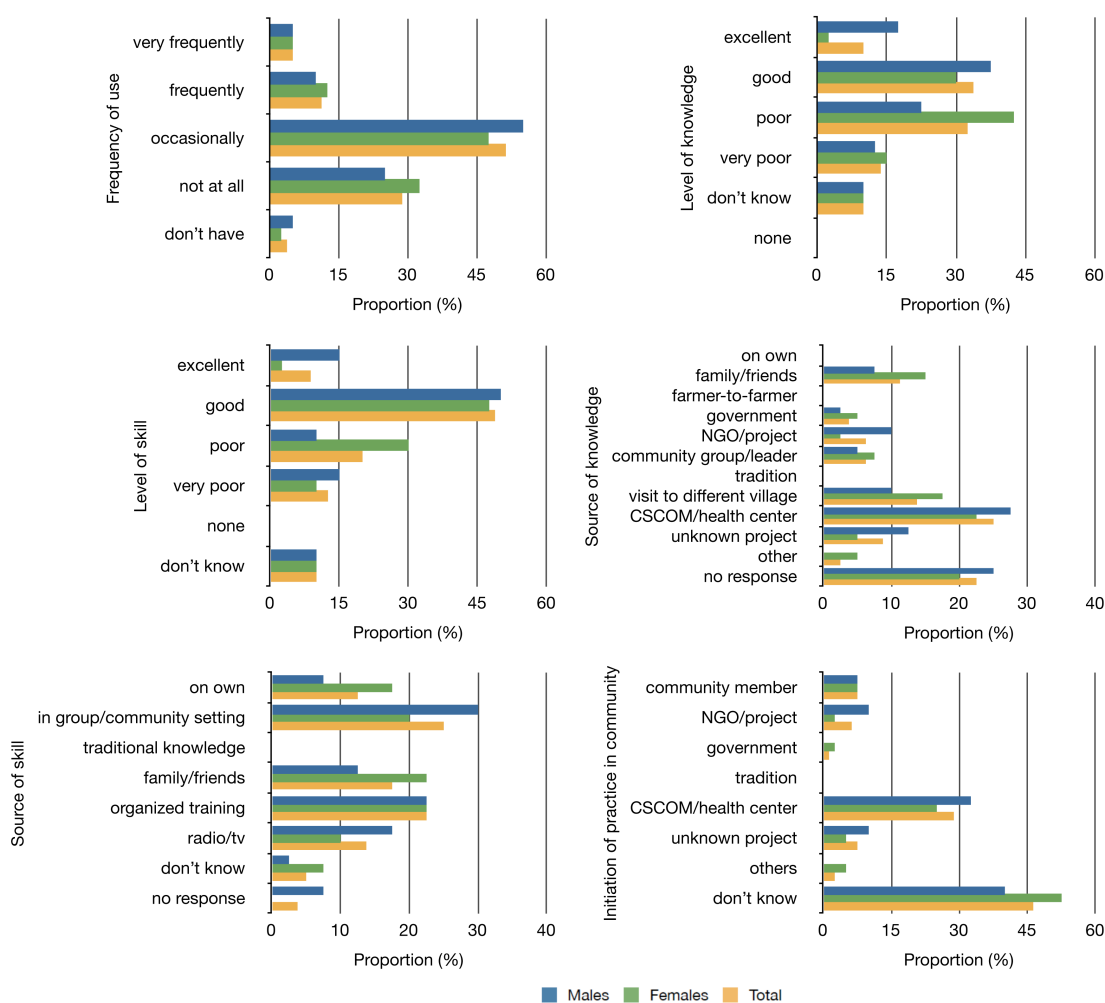 Frequency of use
very frequently
frequently
occasionally
not at all
don't have
0 15 30 45 60
Proportion (%)
Level of knowledge
excellent
good
poor
very poor
don't know
none
0 15 30 45 60
Proportion (%)
Level of skill
excellent
good
poor
very poor
none
don't know
0 15 30 45 60
Proportion (%)
Source of knowledge
on own
family/friends
farmer-to-farmer
government
NGO/project
community group/leader
tradition
visit to different village
CSCOM/health center
unknown project
other
no response
0 10 20 30 40
Proportion (%)
Source of skill
on own
in group/community setting
traditional knowledge
family/friends
organized training
radio/tv
don't know
no response
0 10 20 30 40
Proportion (%)
Initiation of practice in community
community member
NGO/project
government
tradition
CSCOM/health center
unknown project
others
don't know
0 15 30 45 60
Proportion (%)
Males Females Total